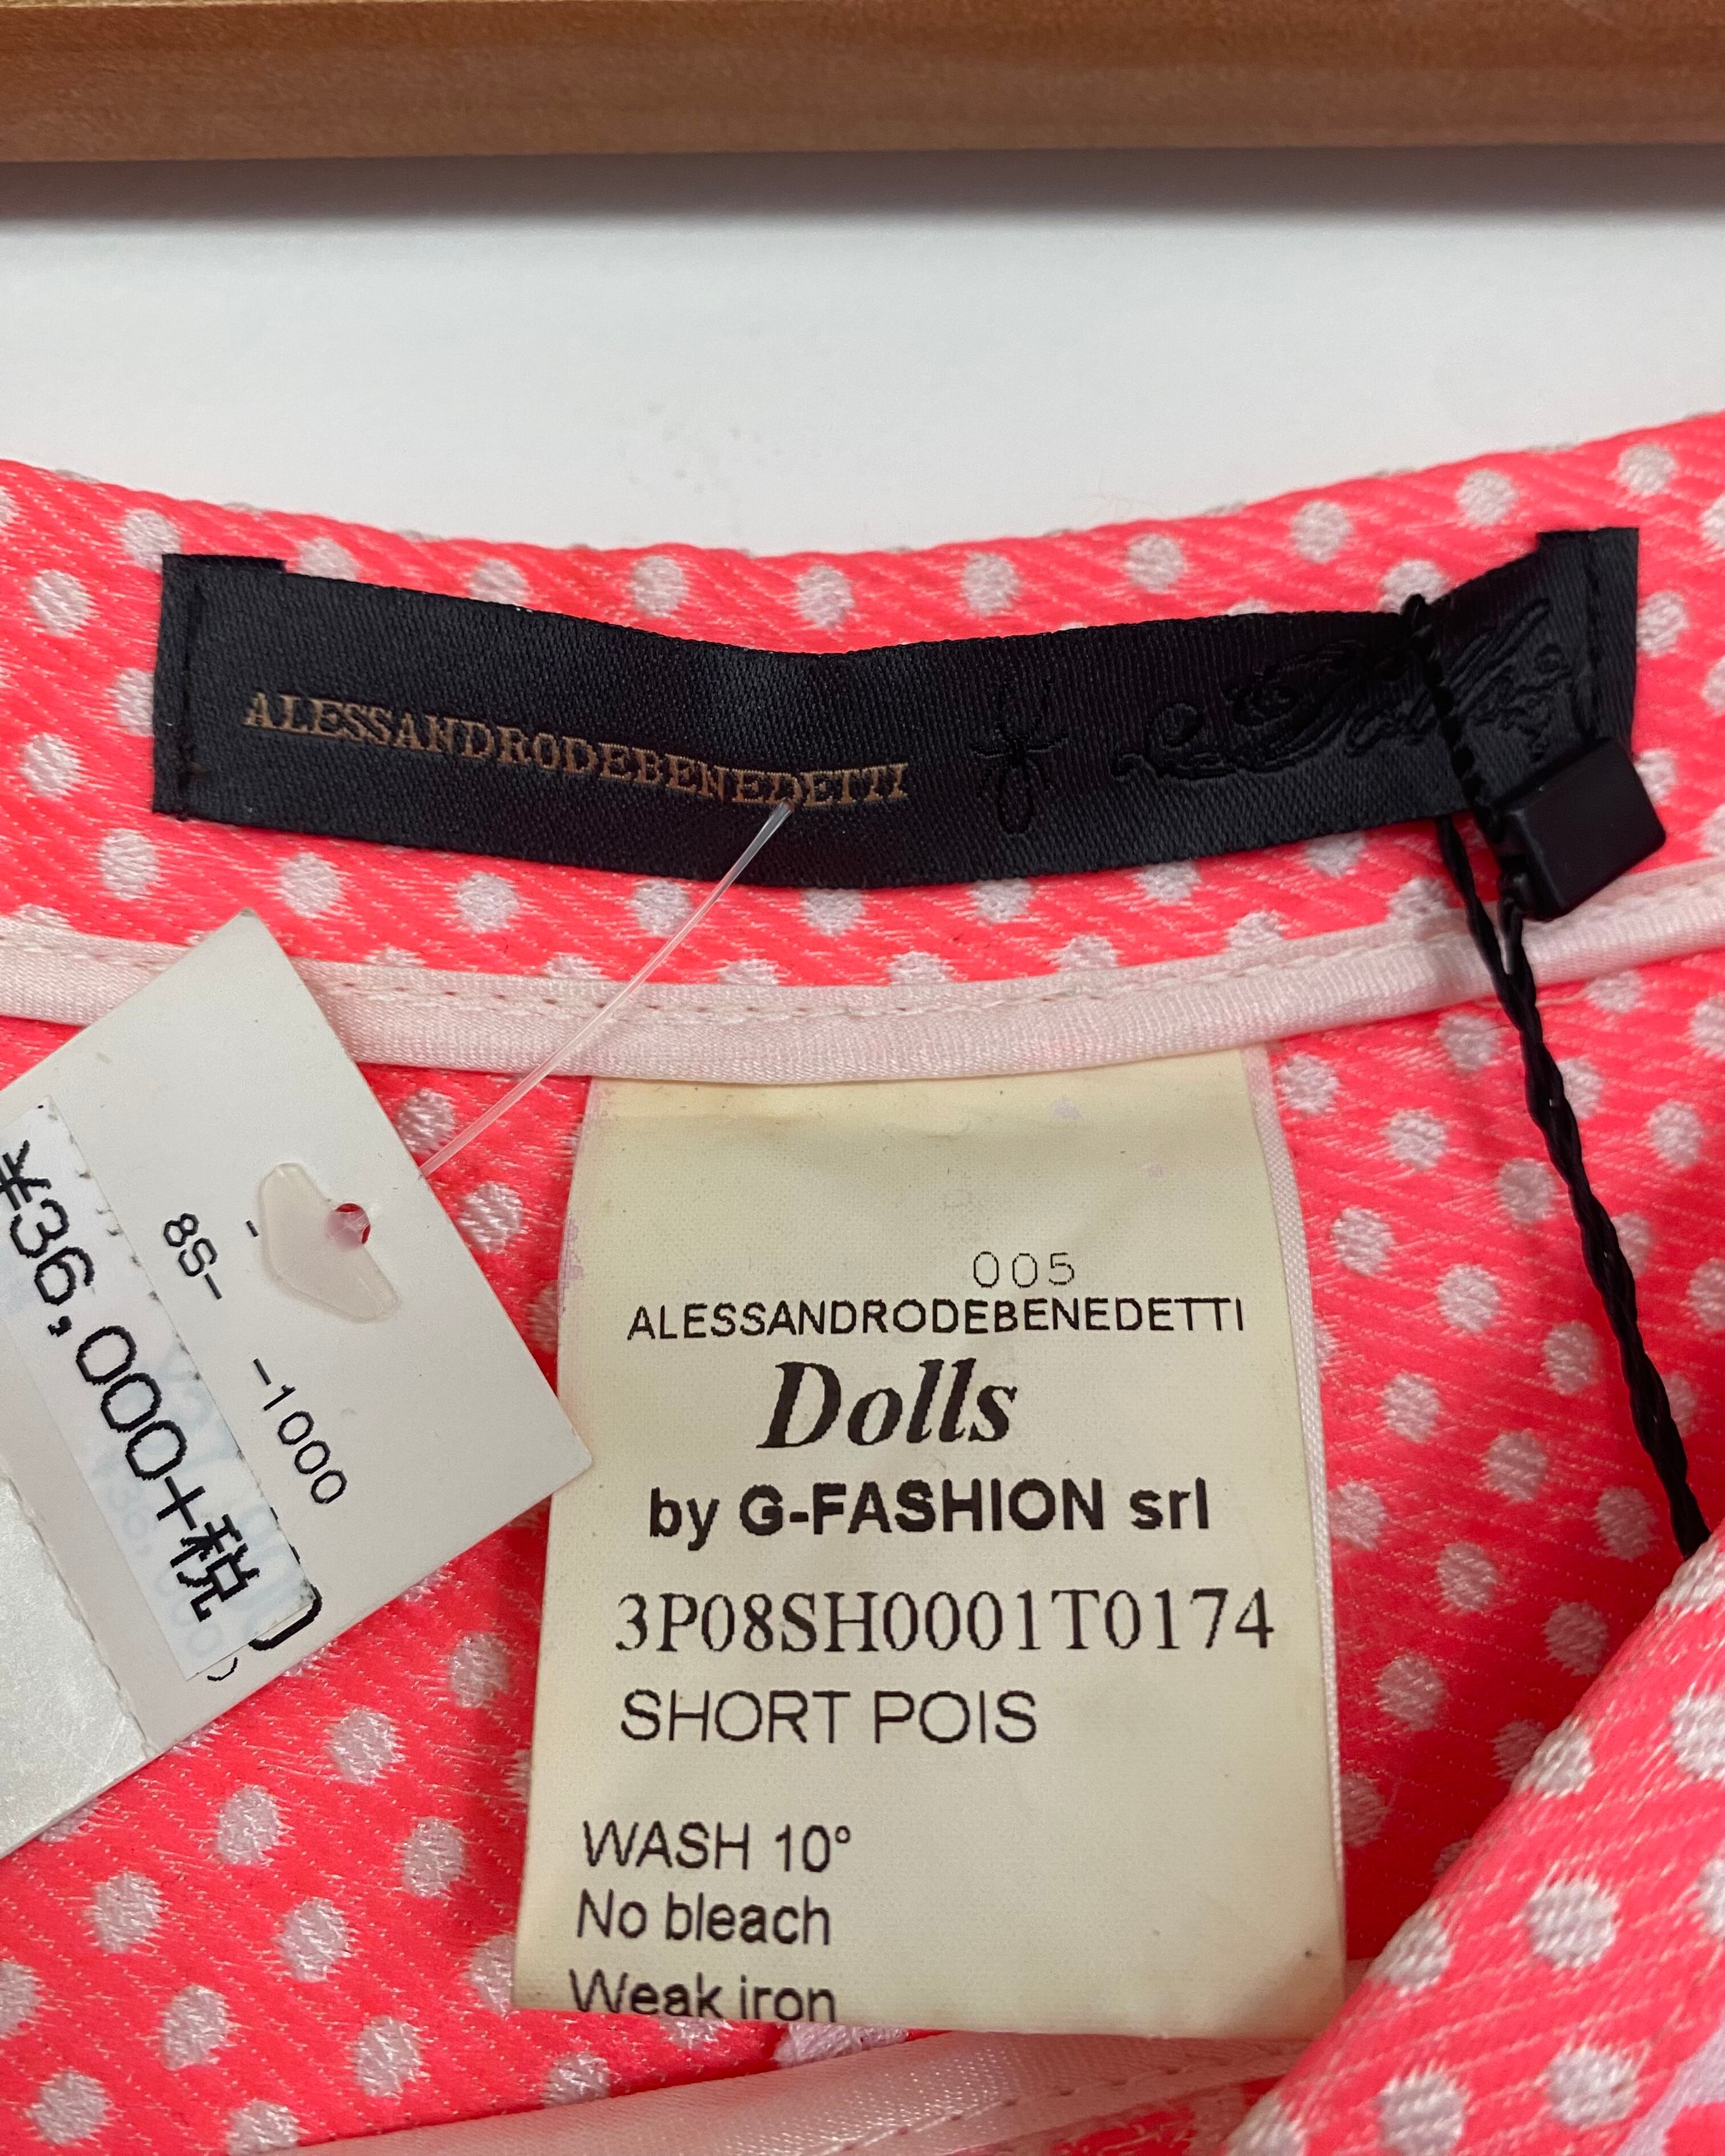 ALESSANDRODEBENEDETTI
¥36,000+税
8S-
-1000
005
ALESSANDRODEBENEDETTI
Dolls
by G-FASHION srl
3P08SH0001T0174
SHORT POIS
WASH 10°
No bleach
Weak iron